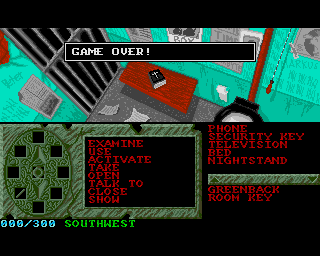 GAME OVER!
EXAMINE
USE
ACTIVATE
TAKE
OPEN
TALK TO
CLOSE
SHOW
PHONE
SECURITY KEY
TELEVISION
BED
NIGHTSTAND
GREENBACK
ROOM KEY
000/300 SOUTHWEST